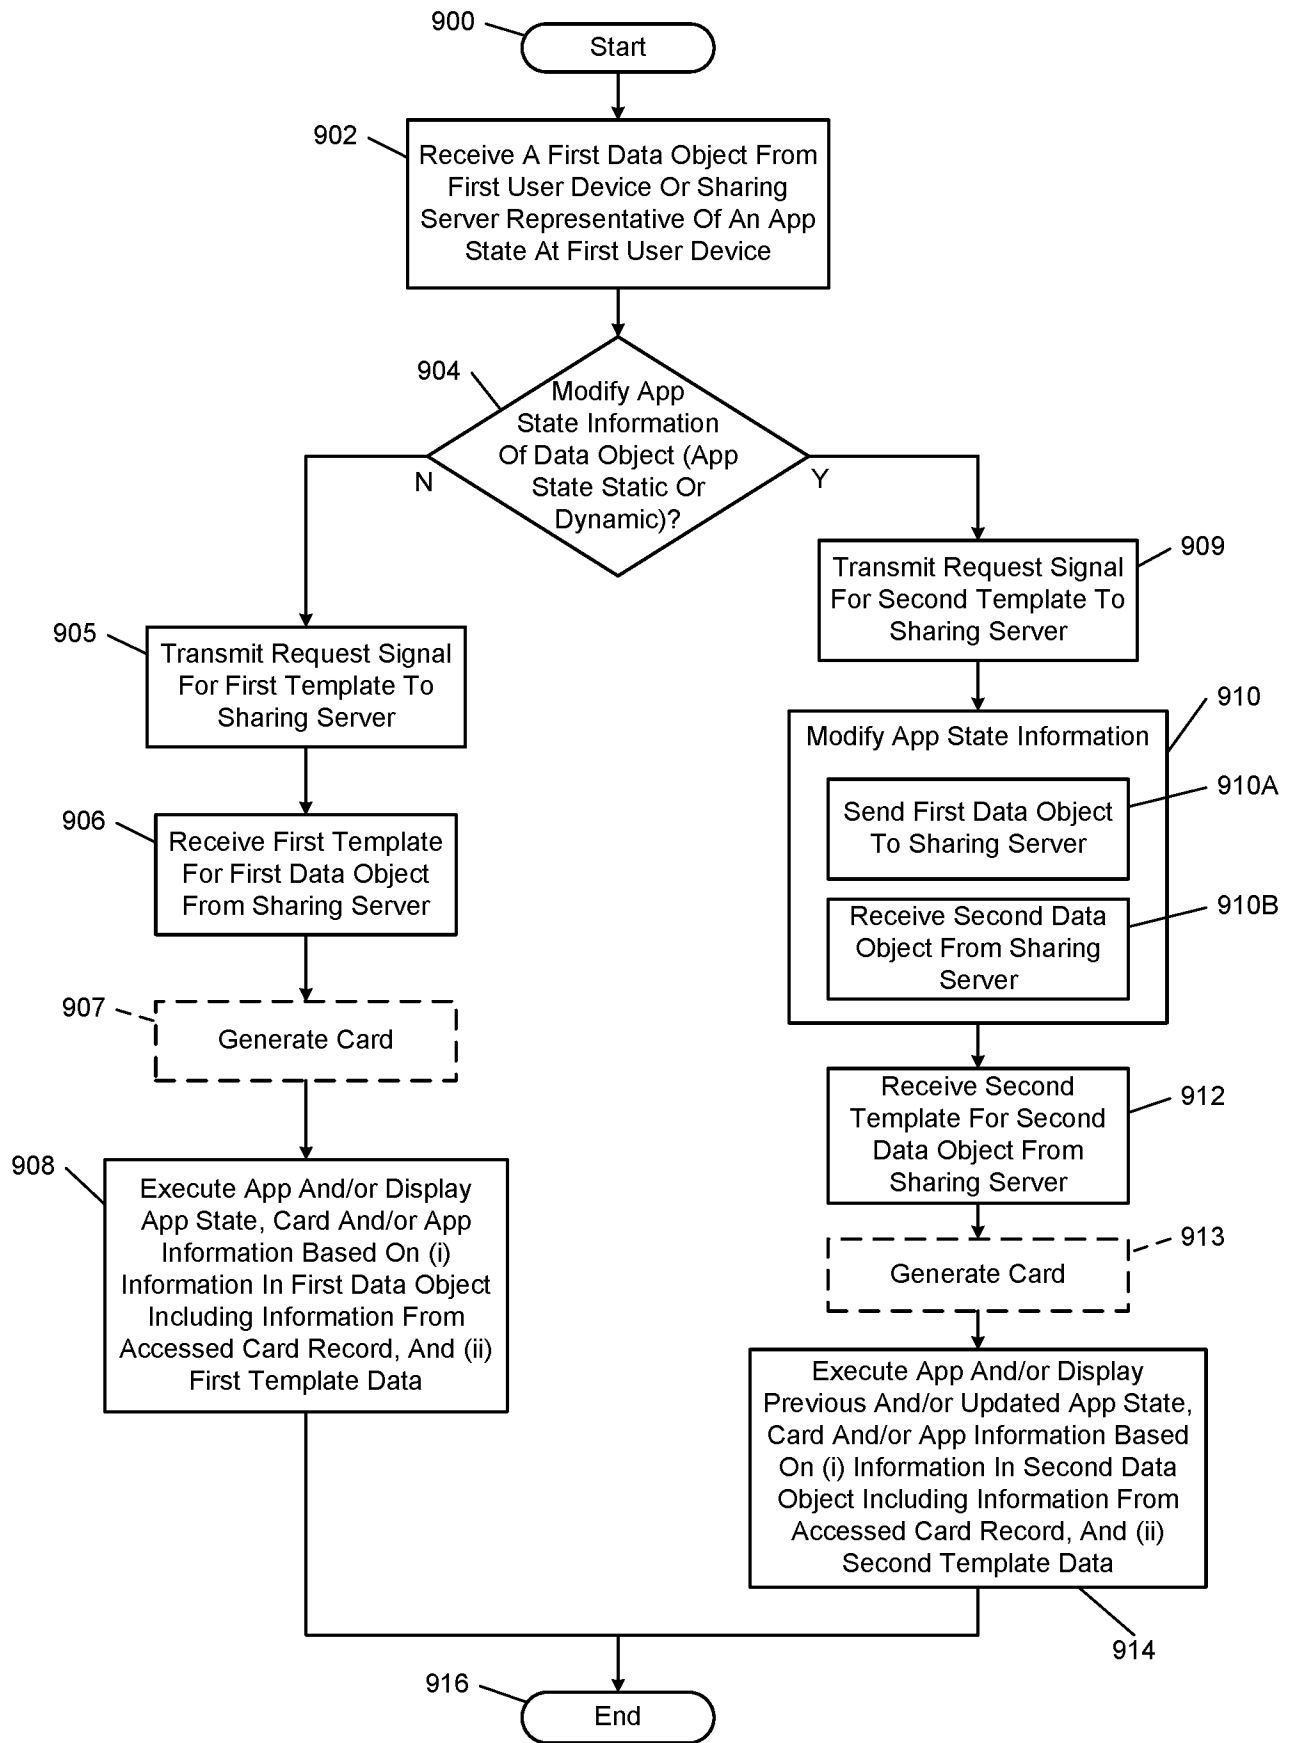 900
Start
902
Receive A First Data Object From
First User Device Or Sharing
Server Representative Of An App
State At First User Device
904
Modify App
State Information
Of Data Object (App
State Static Or
Dynamic)?
N
Y
905
Transmit Request Signal
For First Template To
Sharing Server
906
Receive First Template
For First Data Object
From Sharing Server
907
Generate Card
908
Execute App And/or Display
App State, Card And/or App
Information Based On (i)
Information In First Data Object
Including Information From
Accessed Card Record, And (ii)
First Template Data
909
Transmit Request Signal
For Second Template To
Sharing Server
910
Modify App State Information
910A
Send First Data Object
To Sharing Server
910B
Receive Second Data
Object From Sharing
Server
912
Receive Second
Template For Second
Data Object From
Sharing Server
913
Generate Card
Execute App And/or Display
Previous And/or Updated App State,
Card And/or App Information Based
On (i) Information In Second Data
Object Including Information From
Accessed Card Record, And (ii)
Second Template Data
914
916
End